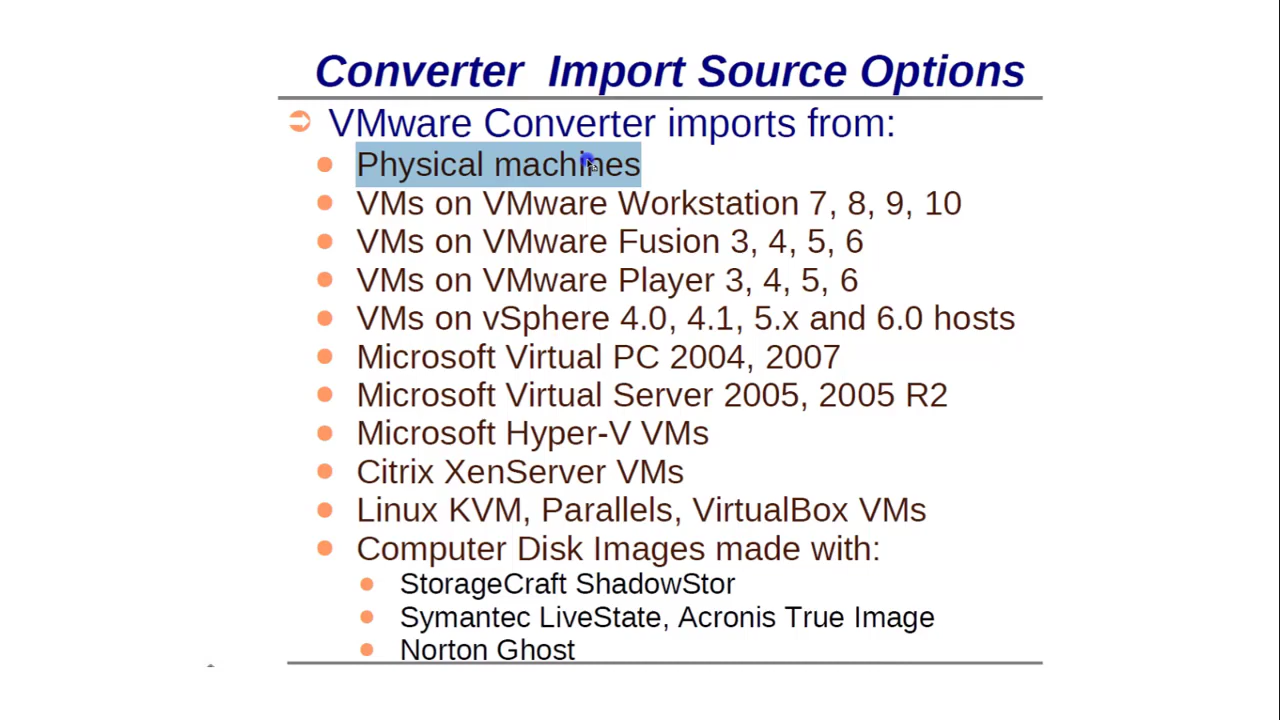 Converter Import Source Options
VMware Converter imports from:
Physical machines
VMs on VMware Workstation 7, 8, 9, 10
VMs on VMware Fusion 3, 4, 5, 6
VMs on VMware Player 3, 4, 5, 6
VMs on vSphere 4.0, 4.1, 5.x and 6.0 hosts
Microsoft Virtual PC 2004, 2007
Microsoft Virtual Server 2005, 2005 R2
Microsoft Hyper-V VMs
Citrix XenServer VMs
Linux KVM, Parallels, VirtualBox VMs
Computer Disk Images made with:
StorageCraft ShadowStor
Symantec LiveState, Acronis True Image
Norton Ghost